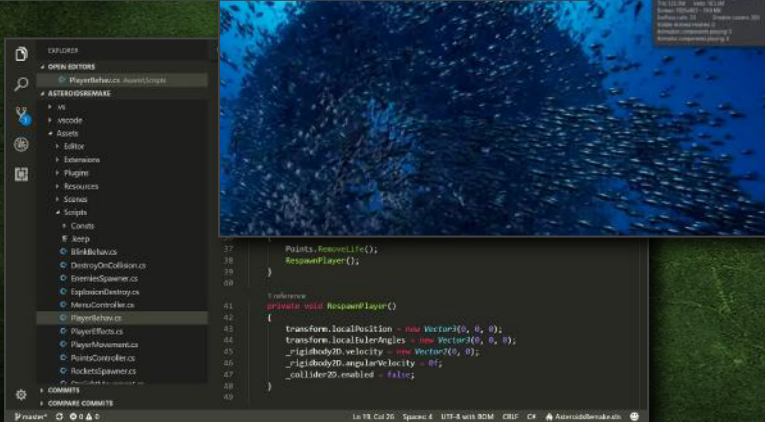 EXPLORER
OPEN EDITORS
PlayerBehav.cs Assets\Scripts
ASTEROIDSREMAKE
.vs
.vscode
Assets
Editor
Extensions
Plugins
Resources
Scenes
Scripts
Consts
.keep
BlinkBehav.cs
DestroyOnCollision.cs
EnemiesSpawner.cs
ExplosionDestroy.cs
MenuController.cs
PlayerBehav.cs
PlayerEffects.cs
PlayerMovement.cs
PointsController.cs
RocketsSpawner.cs
COMMITS
COMPARE COMMITS
37 Points.RemoveLife();
38 RespawnPlayer();
39 }
40
1 reference
41 private void RespawnPlayer()
42 {
43 transform.localPosition = new Vector3(0, 0, 0);
44 transform.localEulerAngles = new Vector3(0, 0, 0);
45 _rigidbody2D.velocity = new Vector2(0, 0);
46 _rigidbody2D.angularVelocity = 0f;
47 _collider2D.enabled = false;
48 }
49
master* 0 0 Ln 19, Col 26 Spaces: 4 UTF-8 with BOM CRLF C# AsteroidsRemake.sln